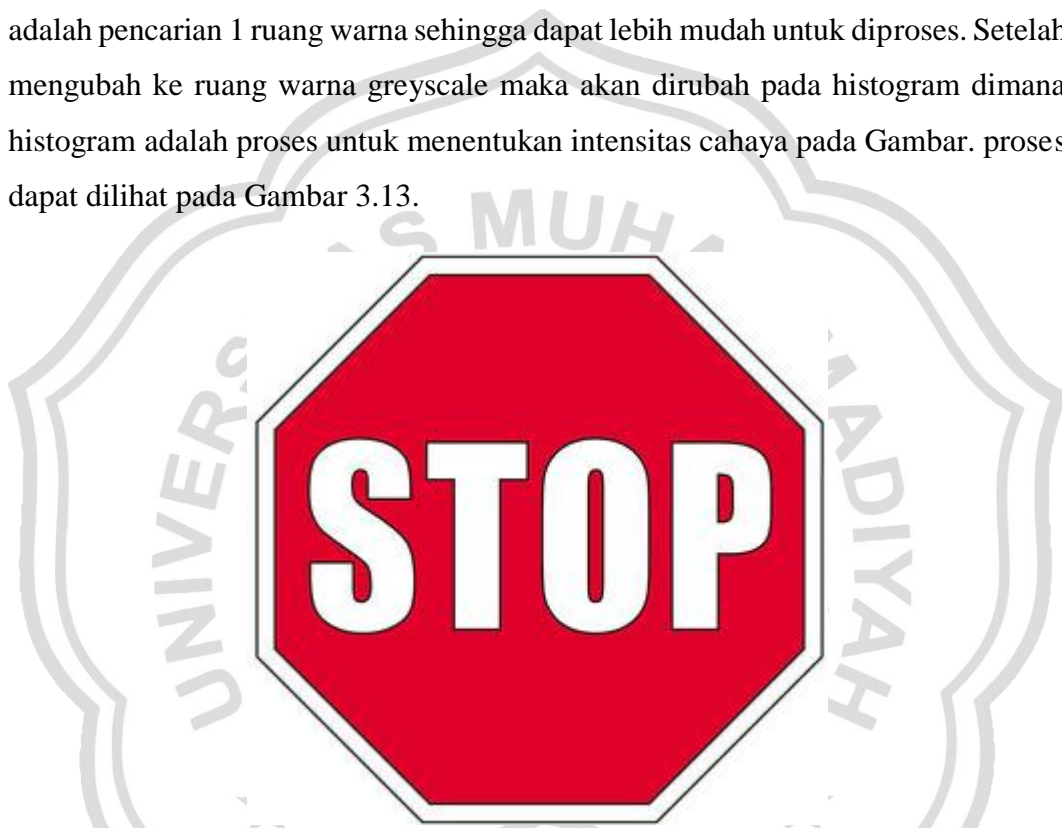 adalah pencarian 1 ruang warna sehingga dapat lebih mudah untuk diproses. Setelah
mengubah ke ruang warna greyscale maka akan dirubah pada histogram dimana
histogram adalah proses untuk menentukan intensitas cahaya pada Gambar. proses
dapat dilihat pada Gambar 3.13.
STOP